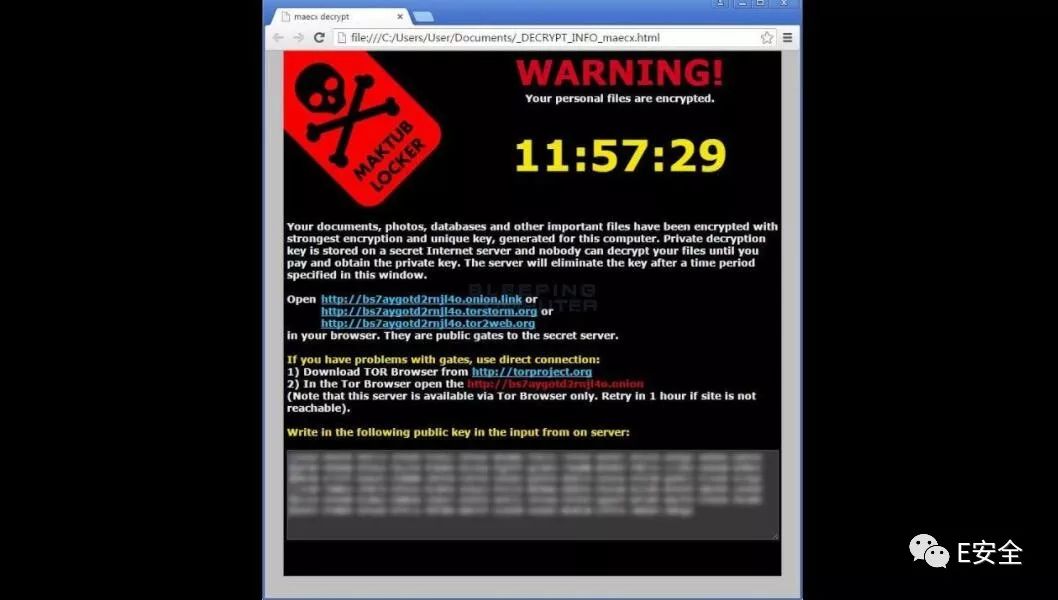 maecx decrypt
file:///C:/Users/User/Documents/_DECRYPT_INFO_maecx.html
MAKTUB
LOCKER
WARNING!
Your personal files are encrypted.
11:57:29
Your documents, photos, databases and other important files have been encrypted with
strongest encryption and unique key, generated for this computer. Private decryption
key is stored on a secret Internet server and nobody can decrypt your files until you
pay and obtain the private key. The server will eliminate the key after a time period
specified in this window.
BLEEPING
COMPUTER
Open http://bs7aygotd2rnjl4o.onion.link or
http://bs7aygotd2rnjl4o.torstorm.org or
http://bs7aygotd2rnjl4o.tor2web.org
in your browser. They are public gates to the secret server.
If you have problems with gates, use direct connection:
1) Download TOR Browser from http://torproject.org
2) In the Tor Browser open the http://bs7aygotd2rnjl4o.onion
(Note that this server is available via Tor Browser only. Retry in 1 hour if site is not
reachable).
Write in the following public key in the input from on server:
E安全